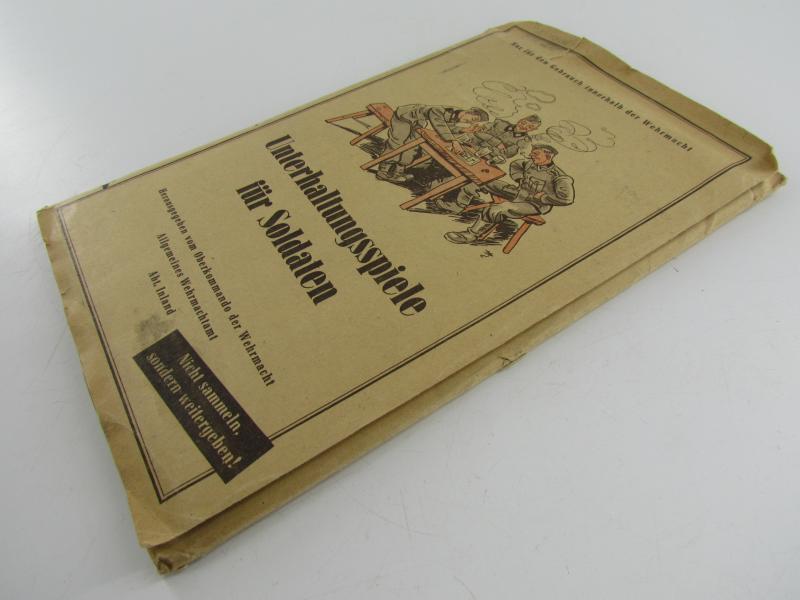 Nur für den Gebrauch innerhalb der Wehrmacht
Unterhaltungsspiele
für Soldaten
Herausgegeben vom Oberkommando der Wehrmacht
Allgemeines Wehrmachtamt
Abt. Inland
Nicht sammeln,
sondern weitergeben!